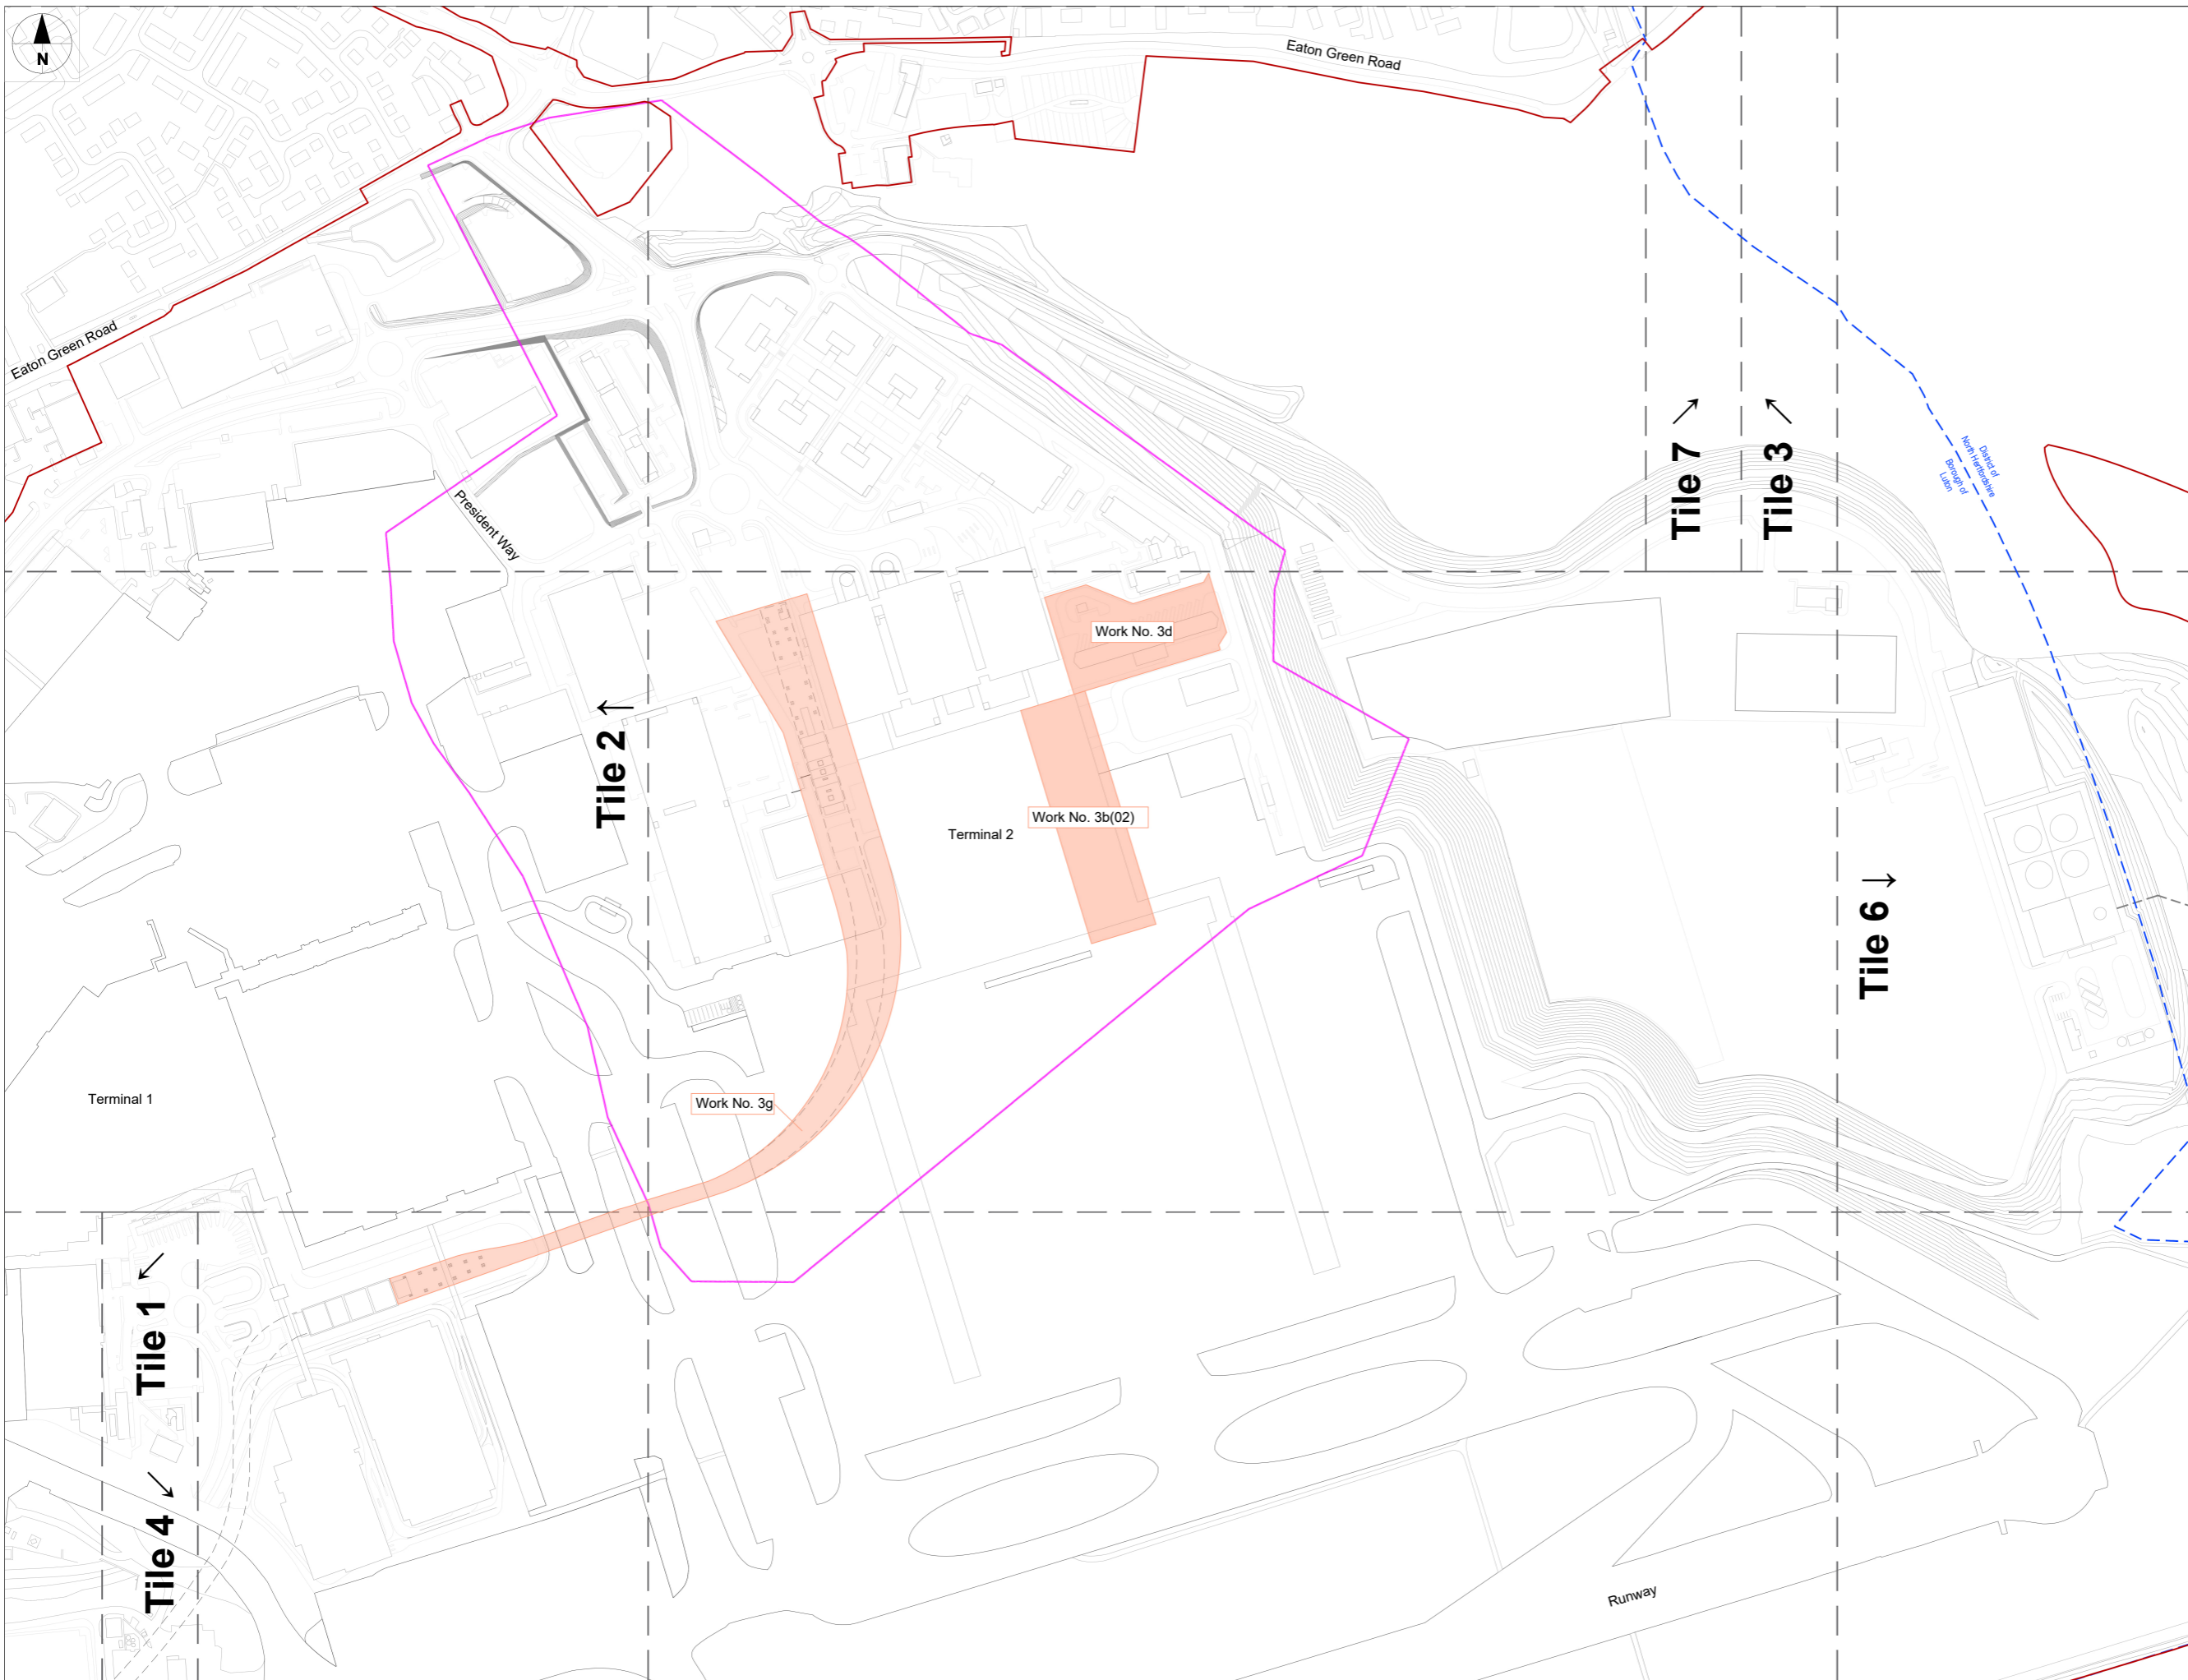 N
Eaton Green Road
Eaton Green Road
President Way
Tile 7
Tile 3
District of
North Hertfordshire
Borough of
Luton
Work No. 3d
Tile 2
Work No. 3b(02)
Terminal 2
Tile 6
Work No. 3g
Terminal 1
Tile 1
Tile 4
Runway